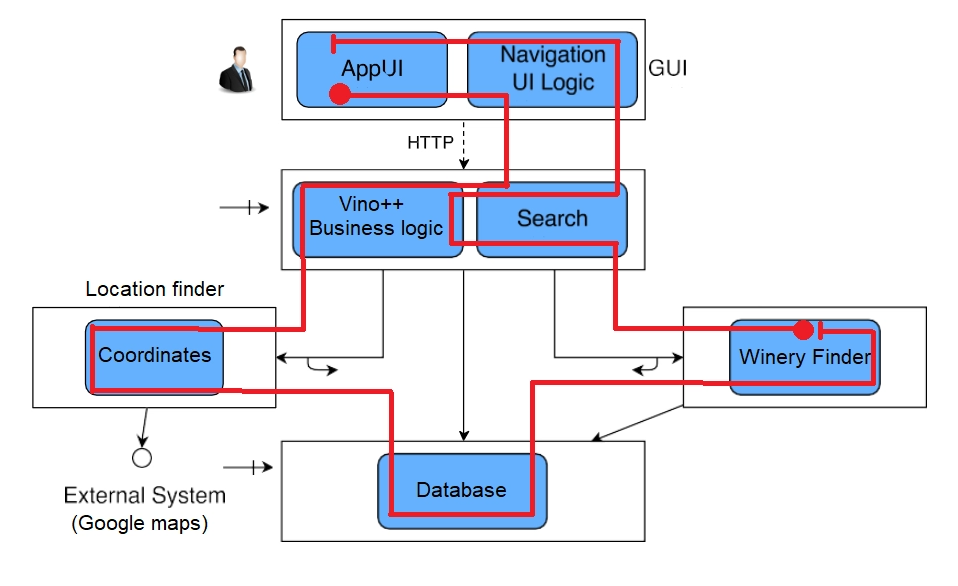 AppUI
Navigation
UI Logic
GUI
HTTP
Vino++
Business logic
Search
Location finder
Coordinates
Winery Finder
Database
External System
(Google maps)